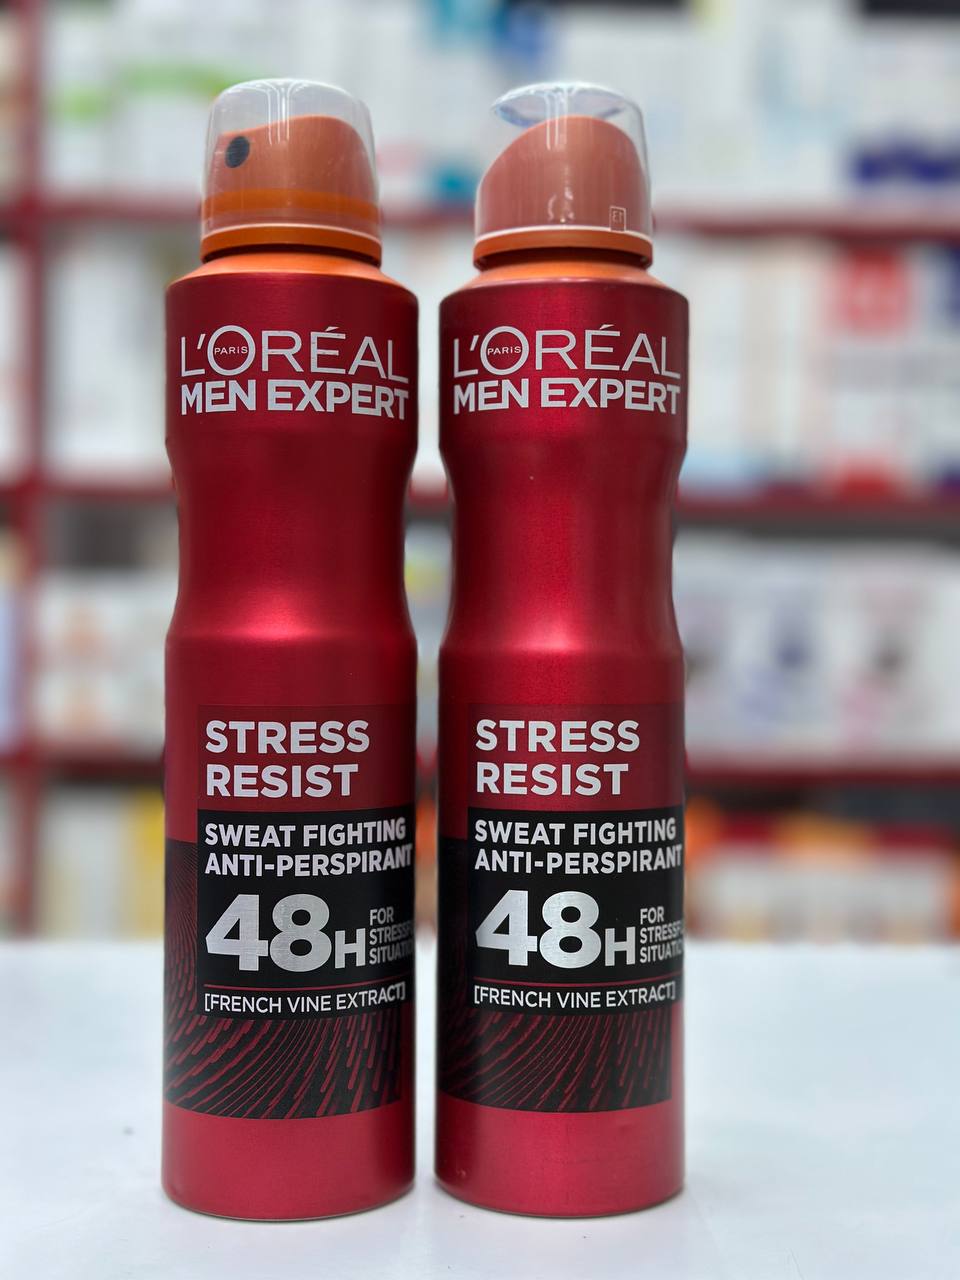 L'ORÉAL
PARIS
MEN EXPERT
STRESS
RESIST
SWEAT FIGHTING
ANTI-PERSPIRANT
48H
FOR
[FRENCH VINE EXTRACT]
L'ORÉAL
PARIS
MEN EXPERT
STRESS
RESIST
SWEAT FIGHTING
ANTI-PERSPIRANT
48H
FOR
[FRENCH VINE EXTRACT]